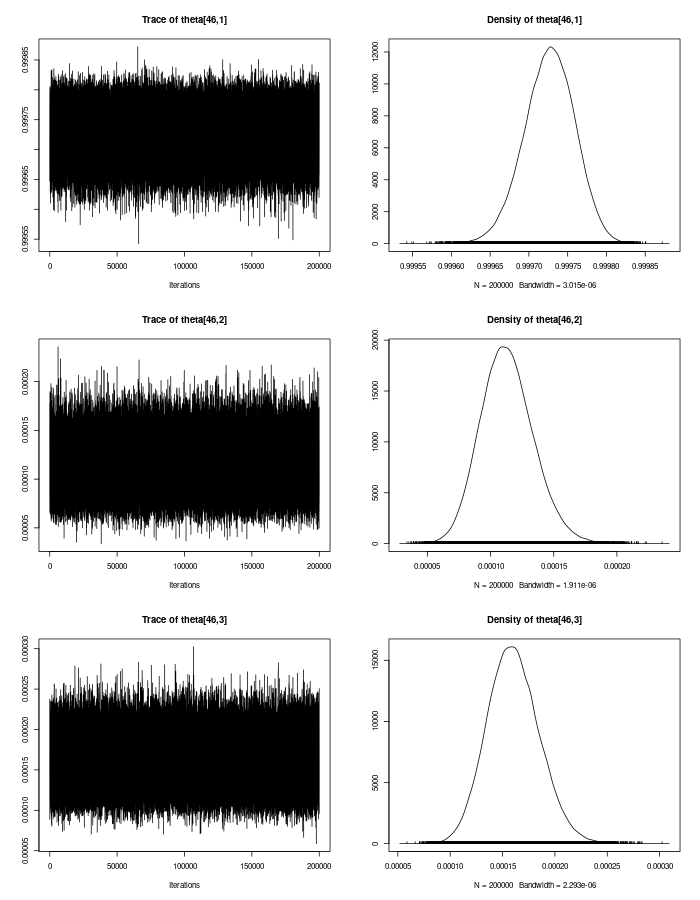 Trace of theta[46,1]
0.99955 0.99965 0.99975 0.99985
0 50000 100000 150000 200000
Iterations
Density of theta[46,1]
0 2000 4000 6000 8000 10000 12000
0.99955 0.99960 0.99965 0.99970 0.99975 0.99980 0.99985
N = 200000 Bandwidth = 3.015e-06
Trace of theta[46,2]
0.00005 0.00010 0.00015 0.00020
0 50000 100000 150000 200000
Iterations
Density of theta[46,2]
0 5000 10000 15000 20000
0.00005 0.00010 0.00015 0.00020
N = 200000 Bandwidth = 1.911e-06
Trace of theta[46,3]
0.00005 0.00010 0.00015 0.00020 0.00025 0.00030
0 50000 100000 150000 200000
Iterations
Density of theta[46,3]
0 5000 10000 15000
0.00005 0.00010 0.00015 0.00020 0.00025 0.00030
N = 200000 Bandwidth = 2.293e-06